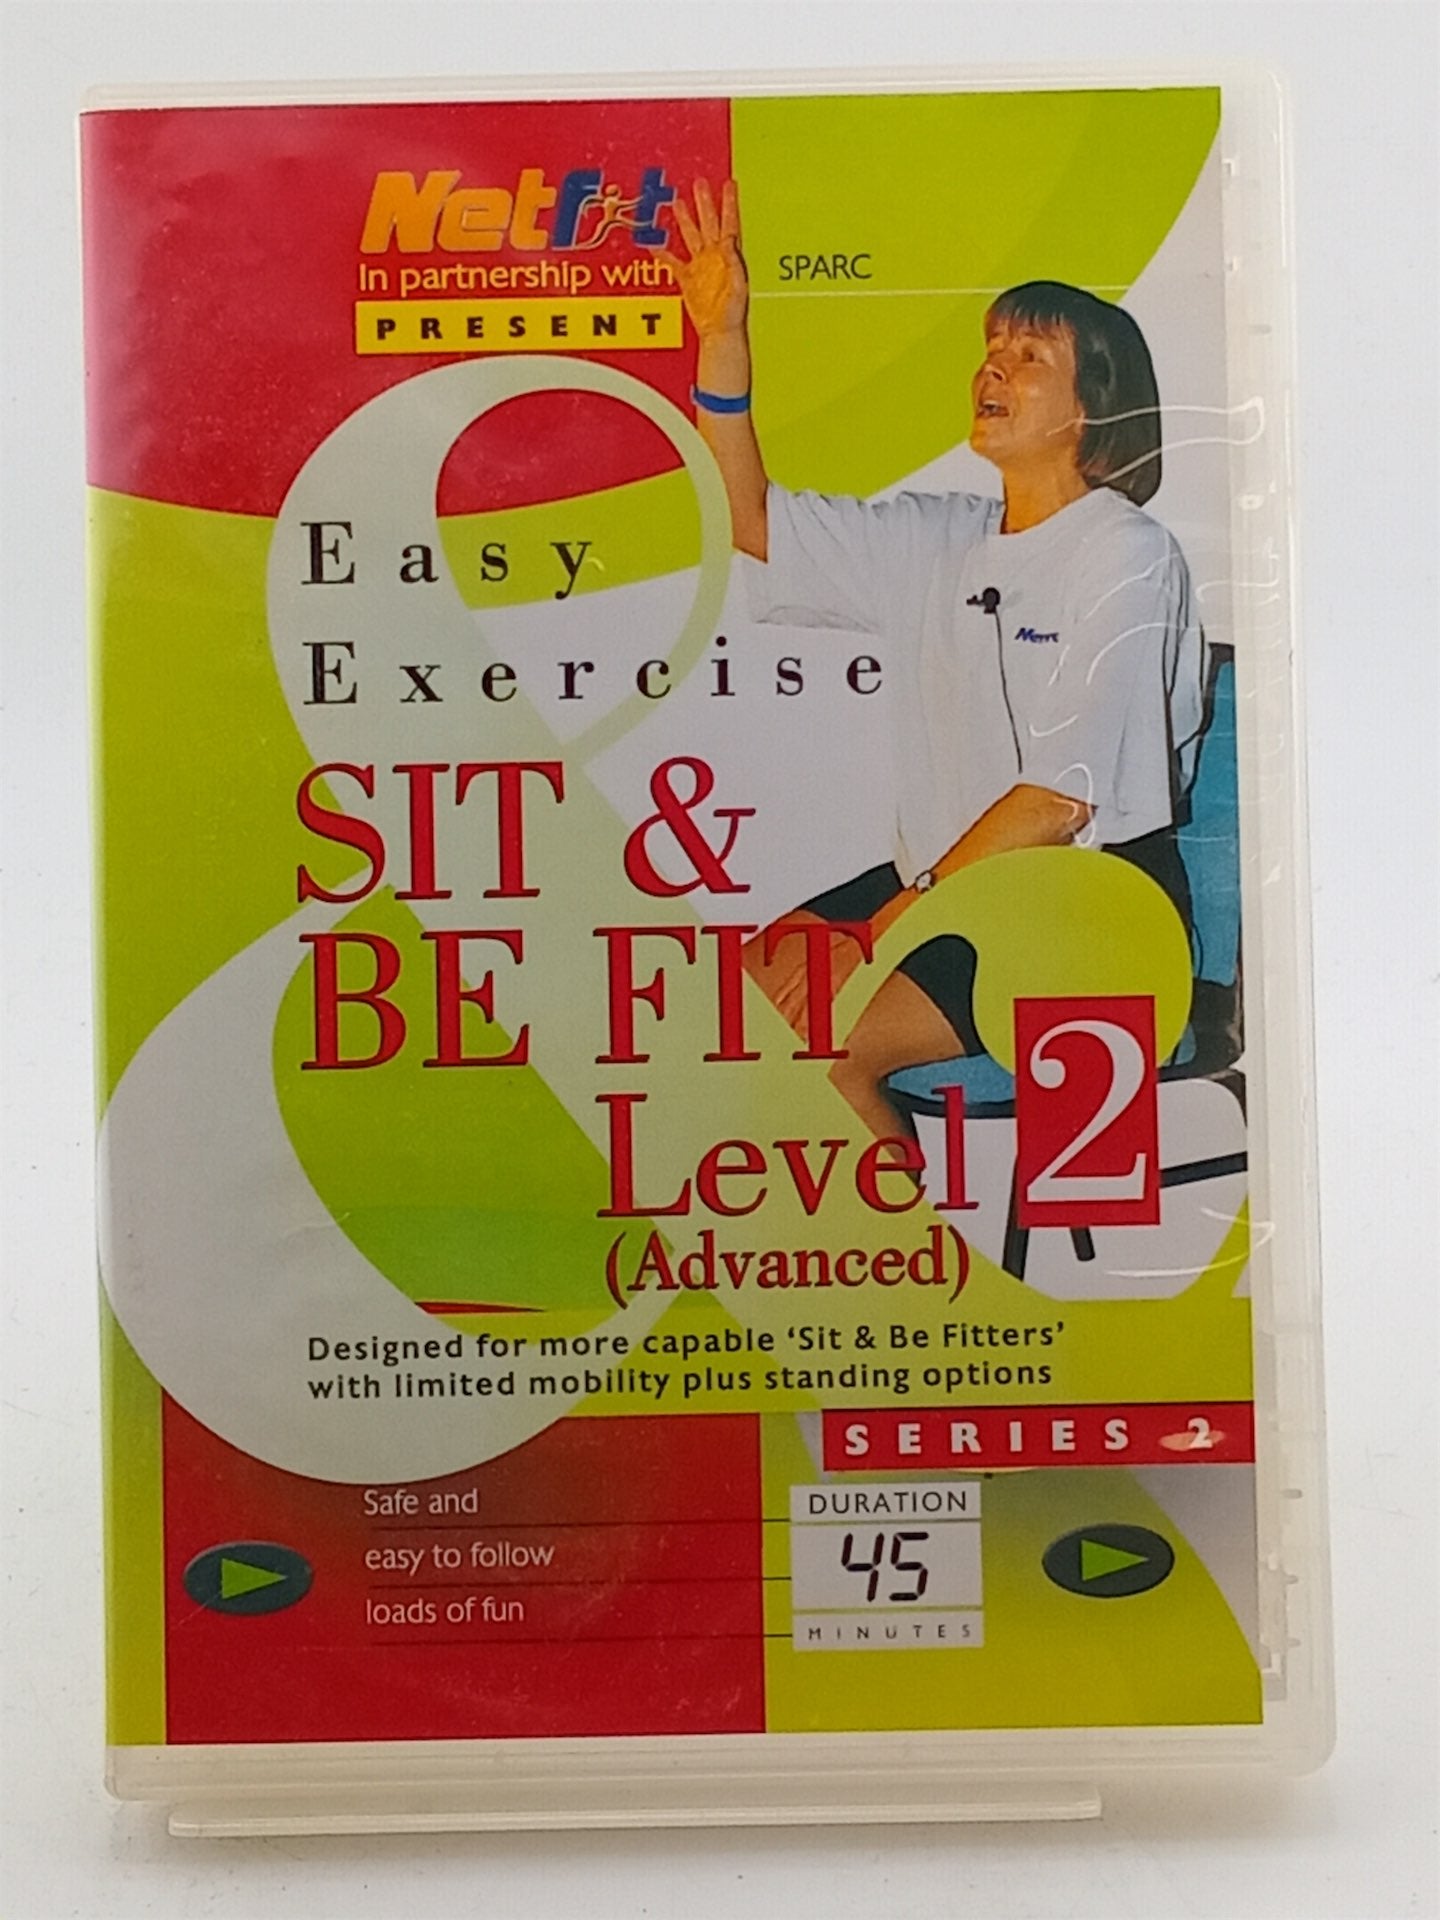 Netfit
In partnership with
SPARC
PRESENT
Easy
Exercise
SIT &
BE FIT
Level 2
(Advanced)
Designed for more capable ‘Sit & Be Fitters’
with limited mobility plus standing options
SERIES 2
Safe and
easy to follow
loads of fun
DURATION
45
MINUTES